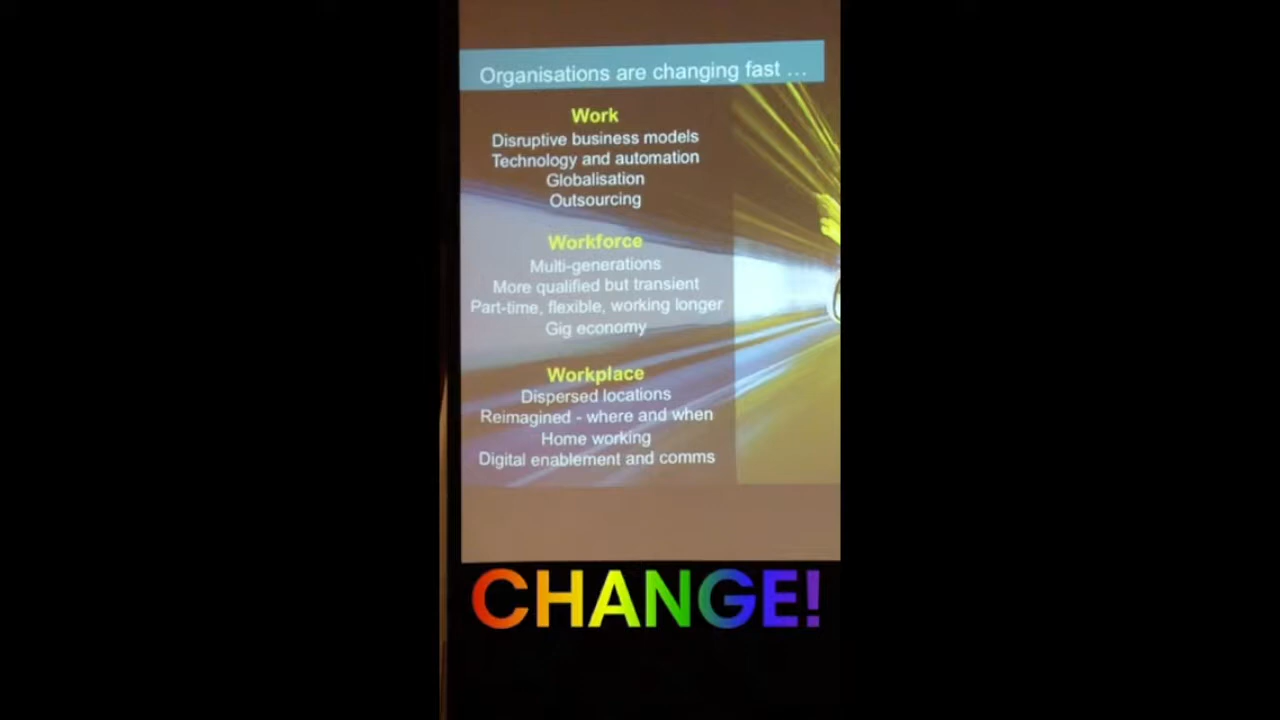 Organisations are changing fast ...
Work
Disruptive business models
Technology and automation
Globalisation
Outsourcing
Workforce
Multi-generations
More qualified but transient
Part-time, flexible, working longer
Gig economy
Workplace
Dispersed locations
Reimagined - where and when
Home working
Digital enablement and comms
CHANGE!